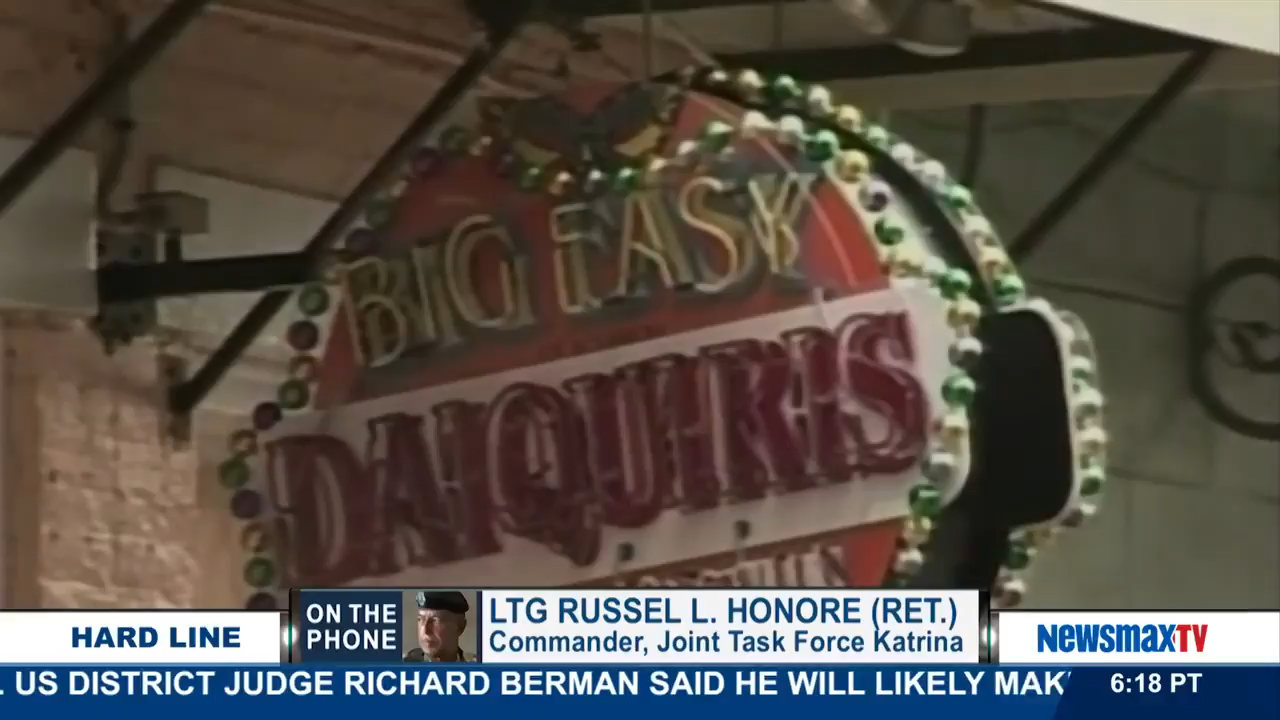 BIG EASY
DAIQUIRIS
ON THE
PHONE
LTG RUSSEL L. HONORE (RET.)
Commander, Joint Task Force Katrina
HARD LINE
NEWSMAXTV
US DISTRICT JUDGE RICHARD BERMAN SAID HE WILL LIKELY MAK
6:18 PT